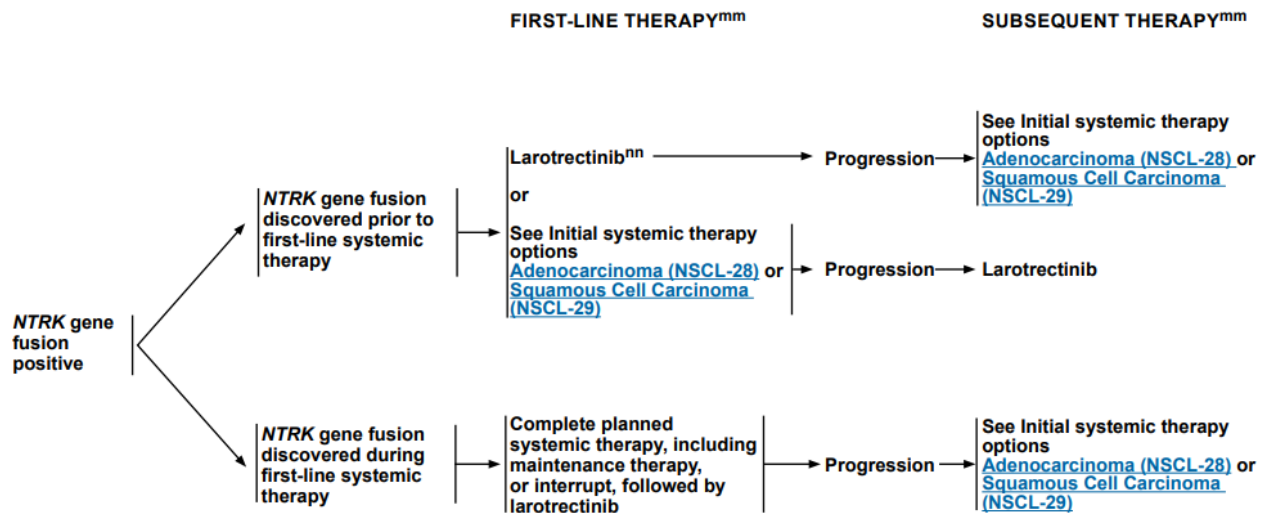 FIRST-LINE THERAPYmm
SUBSEQUENT THERAPYmm
NTRK gene
fusion
positive
NTRK gene fusion
discovered prior to
first-line systemic
therapy
Larotrectinibnn
or
See Initial systemic therapy
options
Adenocarcinoma (NSCL-28) or
Squamous Cell Carcinoma
(NSCL-29)
Progression
See Initial systemic therapy
options
Adenocarcinoma (NSCL-28) or
Squamous Cell Carcinoma
(NSCL-29)
Progression
Larotrectinib
NTRK gene fusion
discovered during
first-line systemic
therapy
Complete planned
systemic therapy, including
maintenance therapy,
or interrupt, followed by
larotrectinib
Progression
See Initial systemic therapy
options
Adenocarcinoma (NSCL-28) or
Squamous Cell Carcinoma
(NSCL-29)